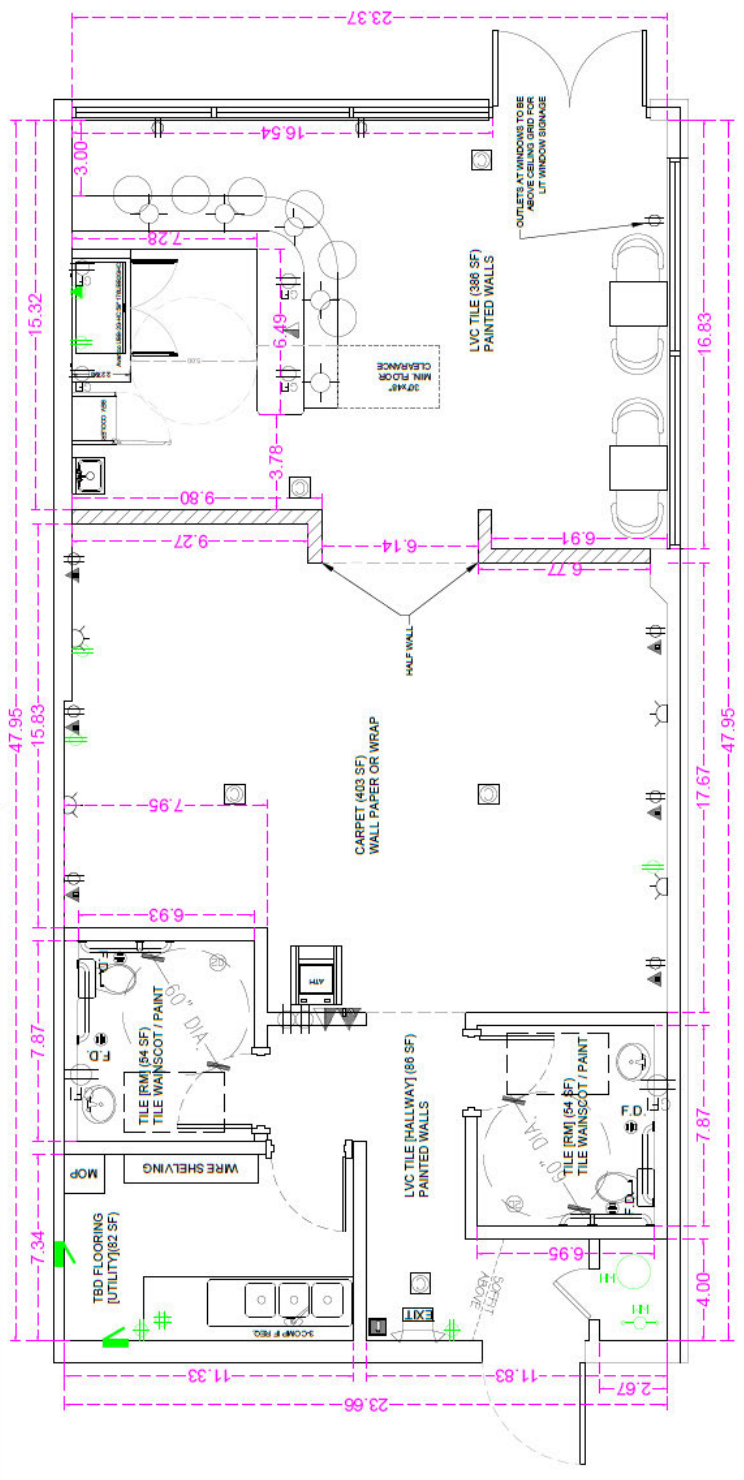 23.37
16.54
3.00
OUTLETS AT WINDOWS TO BE
ABOVE CEILING GRID FOR
LIT WINDOW SIGNAGE
7.28
15.32
6.49
5.00
LVC TILE (386 SF)
PAINTED WALLS
30"x48"
MIN. FLOOR
CLEARANCE
16.83
BEV COOLER
3.78
9.80
9.27
6.14
6.91
6.77
HALF WALL
47.95
15.83
7.95
CARPET (403 SF)
WALL PAPER OR WRAP
17.67
47.95
6.93
ATM
F.D.
F.D.
60" DIA.
TILE [RM] (54 SF)
TILE WAINSCOT / PAINT
7.87
LVC TILE [HALLWAY] (86 SF)
PAINTED WALLS
TILE [RM] (54 SF)
TILE WAINSCOT / PAINT
F.D.
F.D.
60" DIA.
7.87
MOP
WIRE SHELVING
TBD FLOORING
[UTILITY](82 SF)
7.34
6.95
SOFFIT
ABOVE
4.00
WH
HH
EXIT
3-COMP IF REQ.
11.33
11.83
2.67
23.66